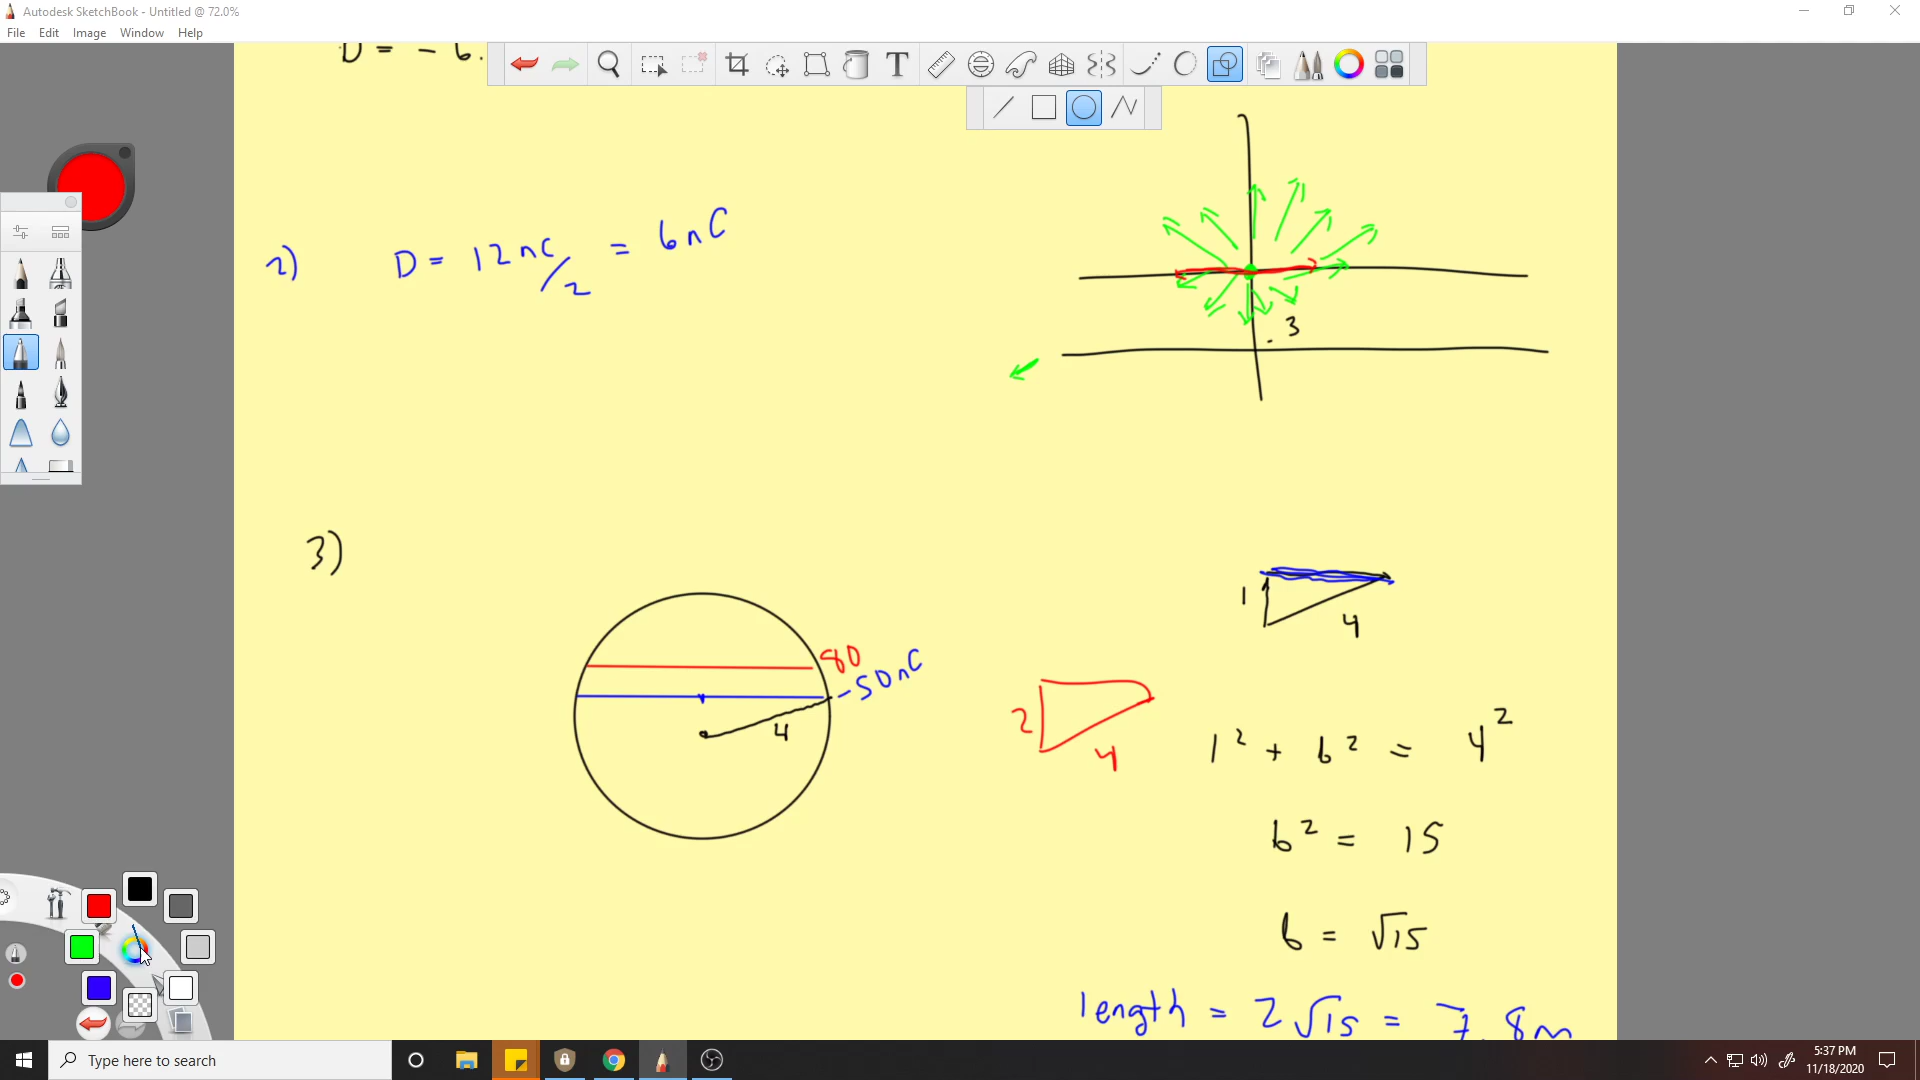 Autodesk SketchBook - Untitled @ 72.0%
File Edit Image Window Help
D = - 6.
T
2) D = 12nC/2 = 6nC
.3
3)
80
-50nC
4
1
4
2
4
1² + b² = 4²
b² = 15
b = √15
length = 2√15 = 7.8m
Type here to search
5:37 PM
11/18/2020